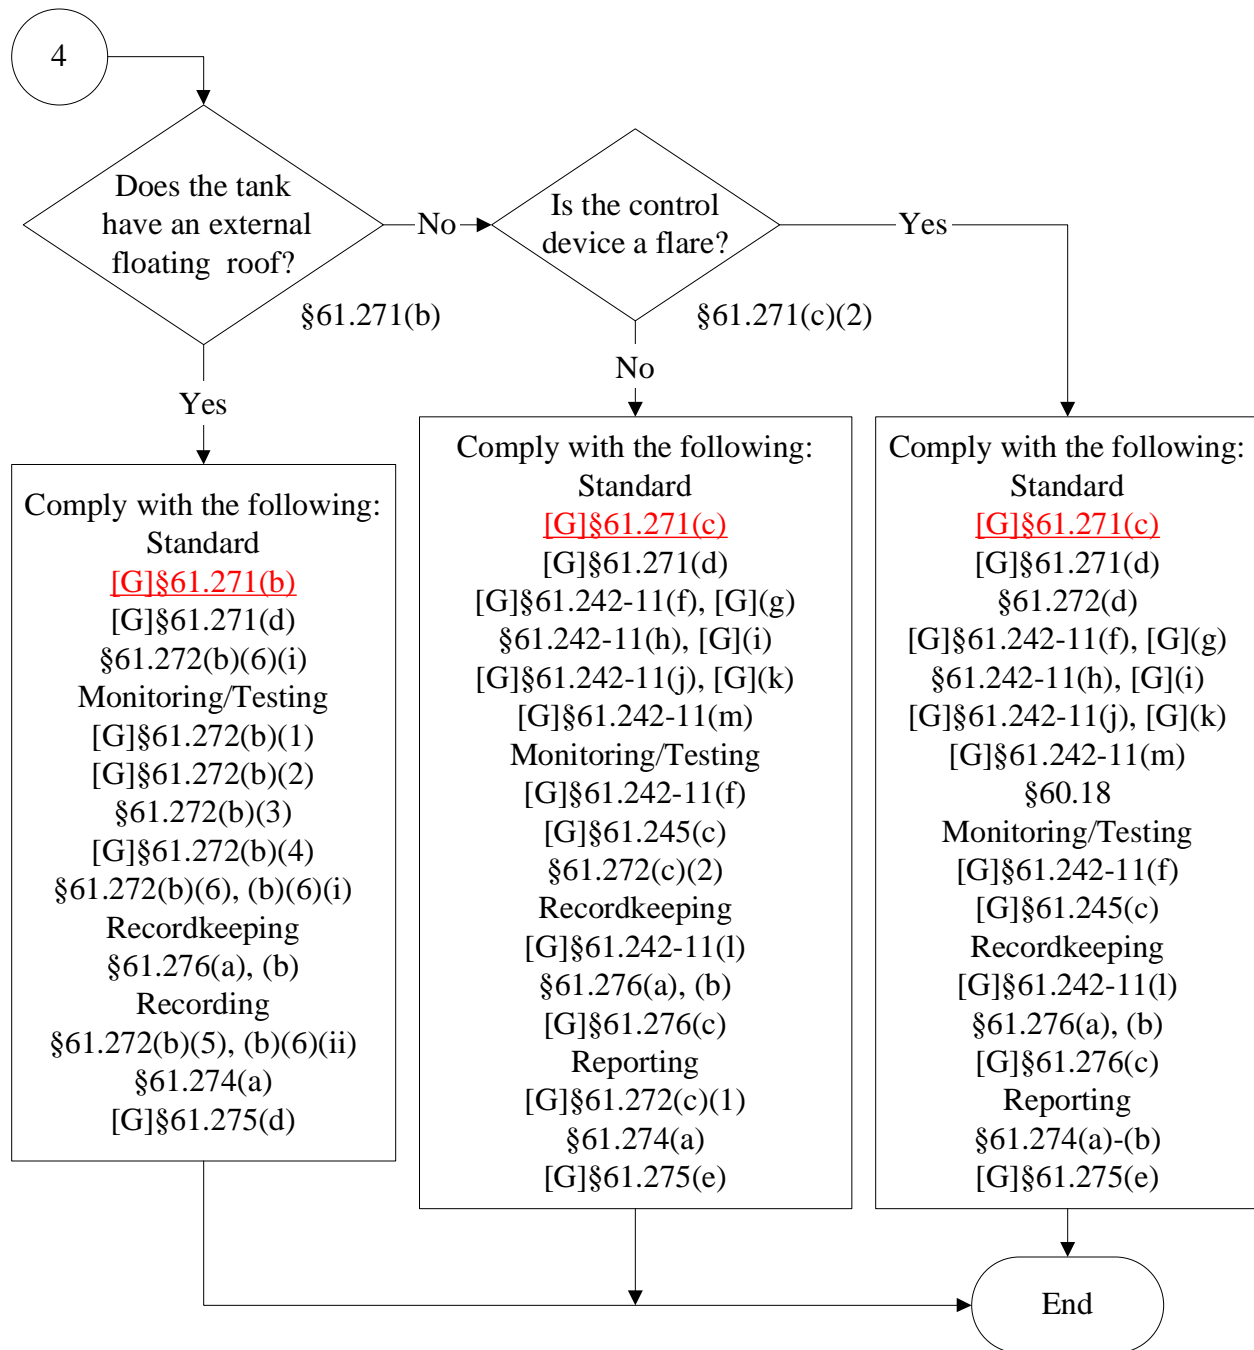 4
Does the tank
have an external
floating roof?
§61.271(b)
No
Is the control
device a flare?
§61.271(c)(2)
Yes
No
Yes
Comply with the following:
Standard
[G]§61.271(b)
[G]§61.271(d)
§61.272(b)(6)(i)
Monitoring/Testing
[G]§61.272(b)(1)
[G]§61.272(b)(2)
§61.272(b)(3)
[G]§61.272(b)(4)
§61.272(b)(6), (b)(6)(i)
Recordkeeping
§61.276(a), (b)
Recording
§61.272(b)(5), (b)(6)(ii)
§61.274(a)
[G]§61.275(d)
Comply with the following:
Standard
[G]§61.271(c)
[G]§61.271(d)
[G]§61.242-11(f), [G](g)
§61.242-11(h), [G](i)
[G]§61.242-11(j), [G](k)
[G]§61.242-11(m)
Monitoring/Testing
[G]§61.242-11(f)
[G]§61.245(c)
§61.272(c)(2)
Recordkeeping
[G]§61.242-11(l)
§61.276(a), (b)
[G]§61.276(c)
Reporting
[G]§61.272(c)(1)
§61.274(a)
[G]§61.275(e)
Comply with the following:
Standard
[G]§61.271(c)
[G]§61.271(d)
§61.272(d)
[G]§61.242-11(f), [G](g)
§61.242-11(h), [G](i)
[G]§61.242-11(j), [G](k)
[G]§61.242-11(m)
§60.18
Monitoring/Testing
[G]§61.242-11(f)
[G]§61.245(c)
Recordkeeping
[G]§61.242-11(l)
§61.276(a), (b)
[G]§61.276(c)
Reporting
§61.274(a)-(b)
[G]§61.275(e)
End